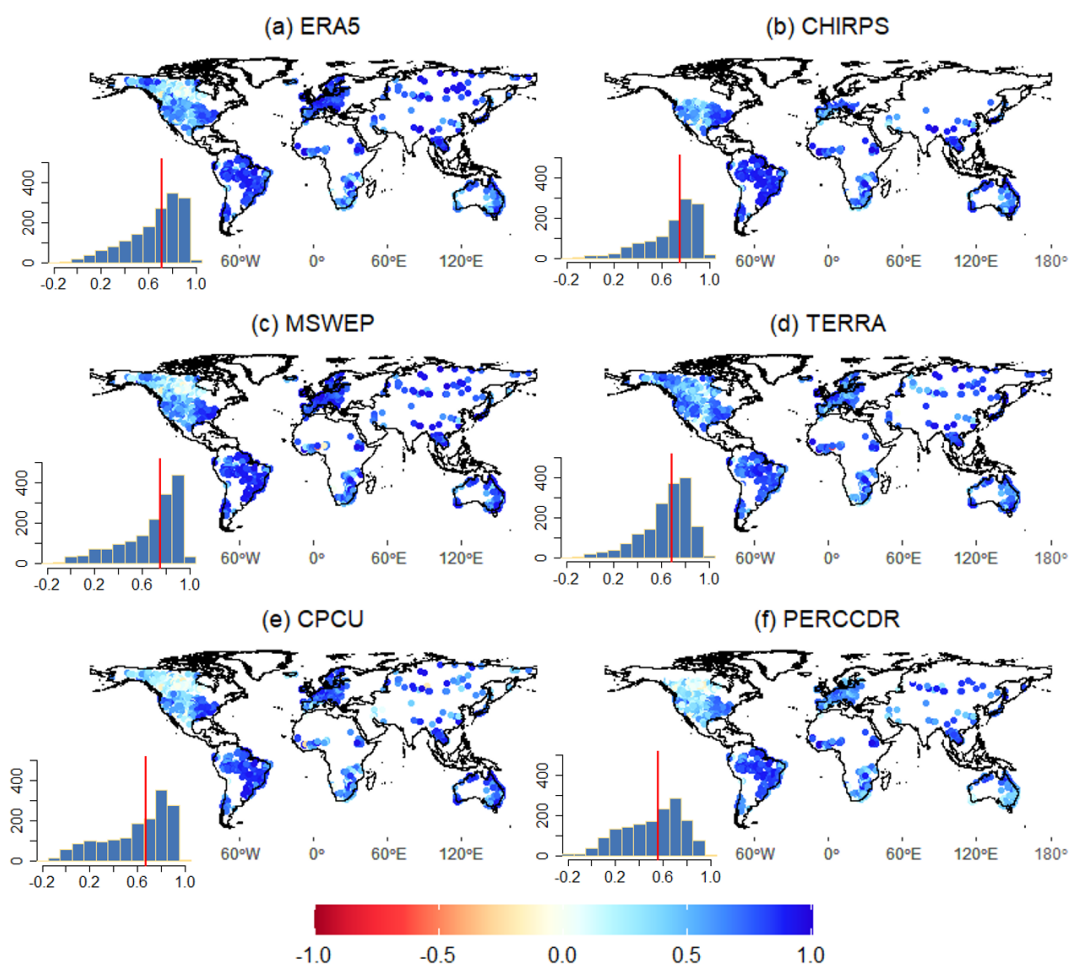 (a) ERA5
(b) CHIRPS
400
200
0
-0.2 0.2 0.6 1.0
60°W 0° 60°E 120°E
400
200
0
-0.2 0.2 0.6 1.0
60°W 0° 60°E 120°E 180°
(c) MSWEP
(d) TERRA
400
200
0
-0.2 0.2 0.6 1.0
60°W 0° 60°E 120°E
400
200
0
-0.2 0.2 0.6 1.0
60°W 0° 60°E 120°E 180°
(e) CPCU
(f) PERCCDR
400
200
0
-0.2 0.2 0.6 1.0
60°W 0° 60°E 120°E
400
200
0
-0.2 0.2 0.6 1.0
60°W 0° 60°E 120°E 180°
-1.0 -0.5 0.0 0.5 1.0